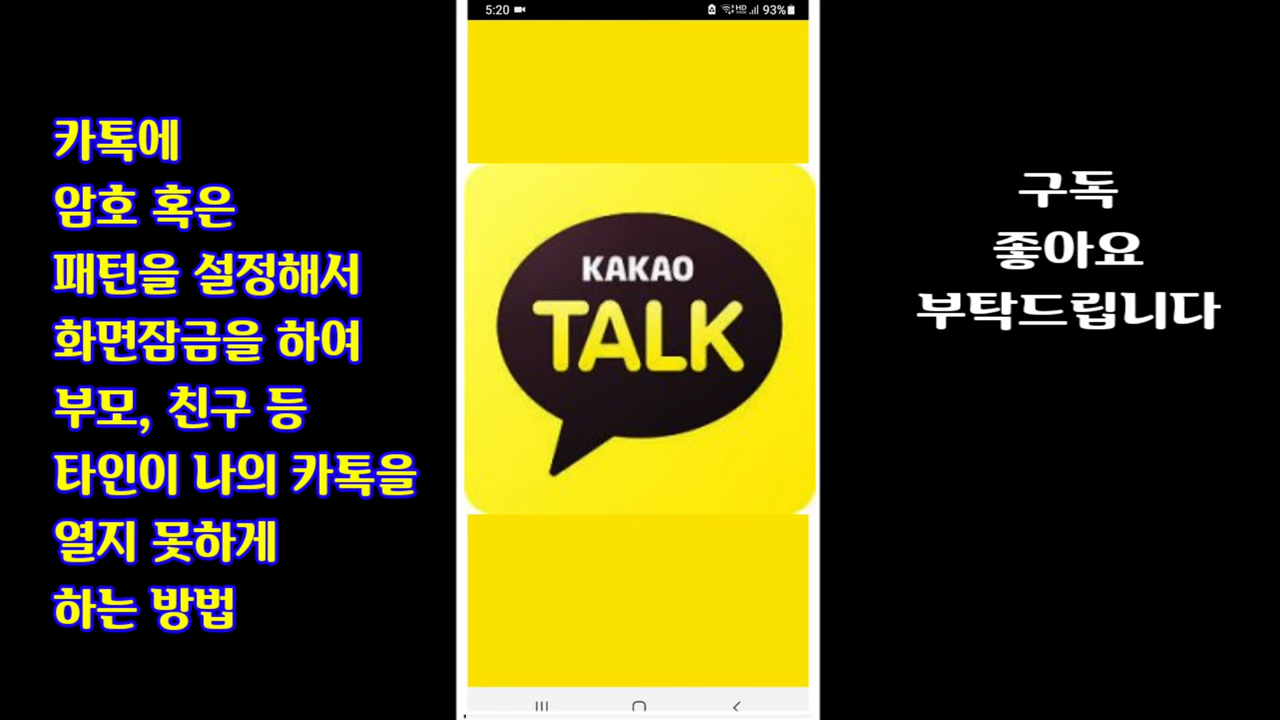 5:20
HD
93%
카톡에
암호 혹은
패턴을 설정해서
화면잠금을 하여
부모, 친구 등
타인이 나의 카톡을
열지 못하게
하는 방법
KAKAO
TALK
구독
좋아요
부탁드립니다